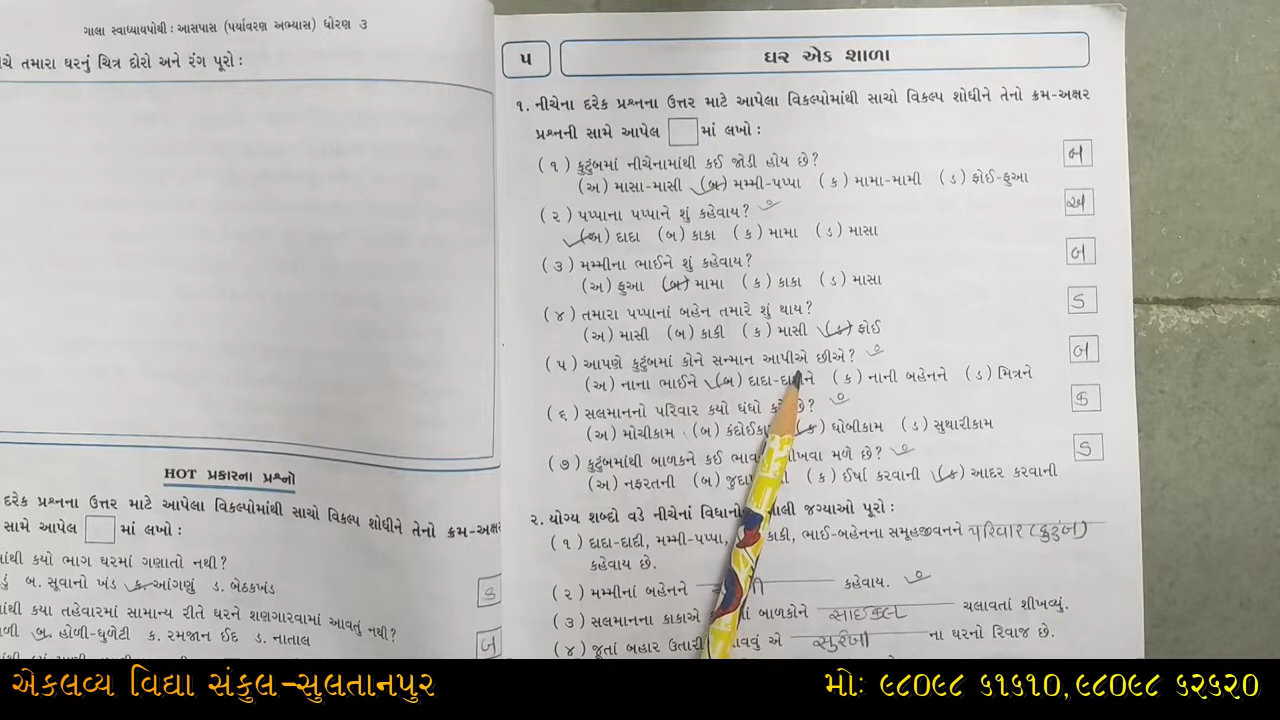 ગાલા સ્વાધ્યાયપોથી : આસપાસ (પર્યાવરણ અભ્યાસ) ધોરણ ૩
તમારા ઘરનું ચિત્ર દોરો અને રંગ પૂરો :
HOT પ્રકારના પ્રશ્નો
દરેક પ્રશ્નના ઉત્તર માટે આપેલા વિકલ્પોમાંથી સાચો વિકલ્પ શોધીને તેનો ક્રમ-અક્ષર
સામે આપેલ માં લખો :
કયો ભાગ ઘરમાં ગણાતો નથી?
બ. સૂવાનો ખંડ ક. આંગણું ડ. બેઠકખંડ ક
કયા તહેવારમાં સામાન્ય રીતે ઘરને શણગારવામાં આવતું નથી?
બ. હોળી-ધુળેટી ક. રમજાન ઈદ ડ. નાતાલ બ
૫ ઘર એક શાળા
૧. નીચેના દરેક પ્રશ્નના ઉત્તર માટે આપેલા વિકલ્પોમાંથી સાચો વિકલ્પ શોધીને તેનો ક્રમ-અક્ષર
પ્રશ્નની સામે આપેલ માં લખો :
(૧) કુટુંબમાં નીચેનામાંથી કઈ જોડી હોય છે? બ
(અ) માસા-માસી (બ) મમ્મી-પપ્પા (ક) મામા-મામી (ડ) ફોઈ-ફુઆ
(૨) પપ્પાના પપ્પાને શું કહેવાય? અ
(અ) દાદા (બ) કાકા (ક) મામા (ડ) માસા
(૩) મમ્મીના ભાઈને શું કહેવાય? બ
(અ) ફુઆ (બ) મામા (ક) કાકા (ડ) માસા
(૪) તમારા પપ્પાનાં બહેન તમારે શું થાય? ડ
(અ) માસી (બ) કાકી (ક) માસી (ડ) ફોઈ
(૫) આપણે કુટુંબમાં કોને સન્માન આપીએ છીએ? બ
(અ) નાના ભાઈને (બ) (ક) નાની બહેનને (ડ) મિત્રને
(૬) સલમાનનો પરિવાર કયો ધંધો ક
(અ) મોચીકામ (બ) (ક) ધોબીકામ (ડ) સુથારીકામ
(૭) કુટુંબમાંથી બાળકને કઈ મળે છે? ડ
(અ) નફરતની (બ) (ક) ઈર્ષા કરવાની (ડ) આદર કરવાની
૨. યોગ્ય શબ્દો વડે નીચેનાં જગ્યાઓ પૂરો :
(૧) દાદા-દાદી, મમ્મી-પપ્પા, કાકી, ભાઈ-બહેનના સમૂહજીવનને પરિવાર (કુટુંબ)
કહેવાય છે.
(૨) મમ્મીનાં બહેનને કહેવાય.
(૩) સલમાનના કાકાએ બાળકોને સાઈકલ ચલાવતાં શીખવ્યું.
(૪) જૂતાં બહાર ઉતારી એ ના ઘરનો રિવાજ છે.
એકલવ્ય વિદ્યા સંકુલ-સુલતાનપુર મોઃ ૯૮૦૯૮ ૬૧૬૧૦,૯૮૦૯૮ ૬૨૬૨૦